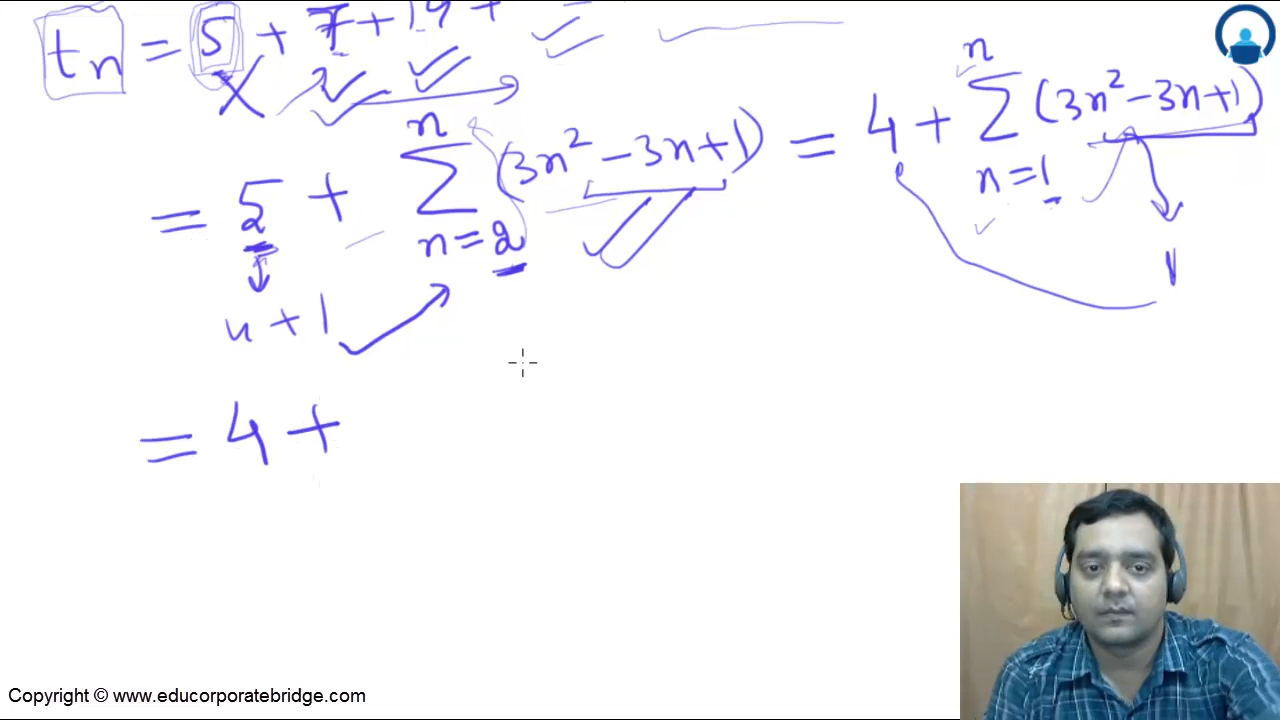 tn = 5 + 7 + 19 +
= 5 + n Σ n=2 (3n² - 3n + 1) = 4 + n Σ n=1 (3n² - 3n + 1)
4 + 1
1
= 4 +
Copyright © www.educorporatebridge.com